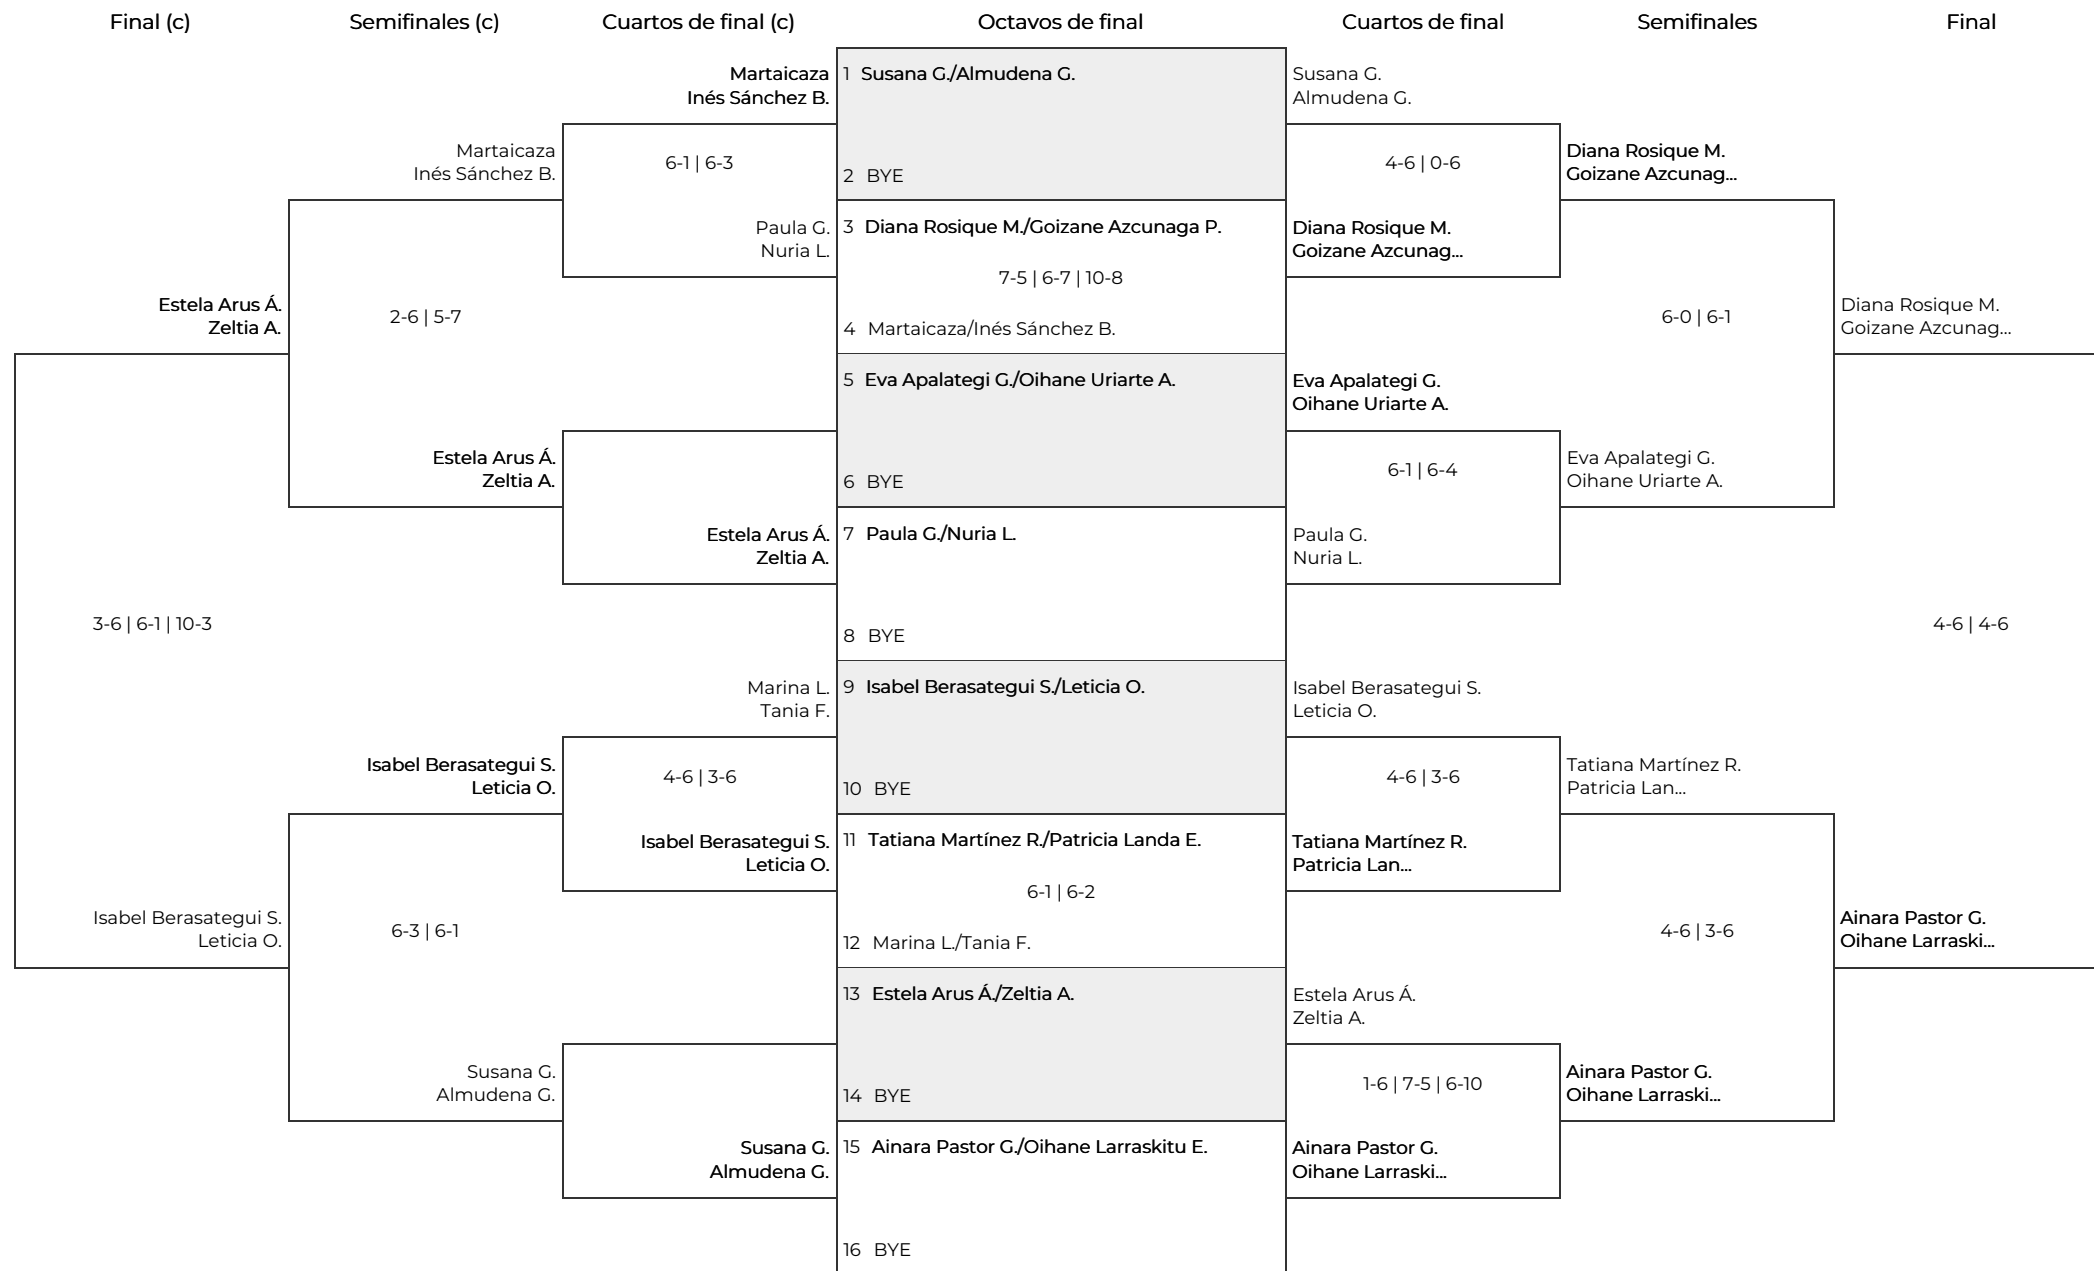 Final (c)
Semifinales (c)
Cuartos de final (c)
Octavos de final
Cuartos de final
Semifinales
Final
Estela Arus Á.
Zeltia A.
3-6 | 6-1 | 10-3
Isabel Berasategui S.
Leticia O.
Martaicaza
Inés Sánchez B.
2-6 | 5-7
Estela Arus Á.
Zeltia A.
Isabel Berasategui S.
Leticia O.
6-3 | 6-1
Susana G.
Almudena G.
Martaicaza
Inés Sánchez B.
6-1 | 6-3
Paula G.
Nuria L.
Estela Arus Á.
Zeltia A.
Marina L.
Tania F.
4-6 | 3-6
Isabel Berasategui S.
Leticia O.
Susana G.
Almudena G.
1 Susana G./Almudena G.
2 BYE
3 Diana Rosique M./Goizane Azcunaga P.
7-5 | 6-7 | 10-8
4 Martaicaza/Inés Sánchez B.
5 Eva Apalategi G./Oihane Uriarte A.
6 BYE
7 Paula G./Nuria L.
8 BYE
9 Isabel Berasategui S./Leticia O.
10 BYE
11 Tatiana Martínez R./Patricia Landa E.
6-1 | 6-2
12 Marina L./Tania F.
13 Estela Arus Á./Zeltia A.
14 BYE
15 Ainara Pastor G./Oihane Larraskitu E.
16 BYE
Susana G.
Almudena G.
4-6 | 0-6
Diana Rosique M.
Goizane Azcunag...
Eva Apalategi G.
Oihane Uriarte A.
6-1 | 6-4
Paula G.
Nuria L.
Isabel Berasategui S.
Leticia O.
4-6 | 3-6
Tatiana Martínez R.
Patricia Lan...
Estela Arus Á.
Zeltia A.
1-6 | 7-5 | 6-10
Ainara Pastor G.
Oihane Larraski...
Diana Rosique M.
Goizane Azcunag...
6-0 | 6-1
Eva Apalategi G.
Oihane Uriarte A.
Tatiana Martínez R.
Patricia Lan...
4-6 | 3-6
Ainara Pastor G.
Oihane Larraski...
Diana Rosique M.
Goizane Azcunag...
4-6 | 4-6
Ainara Pastor G.
Oihane Larraski...